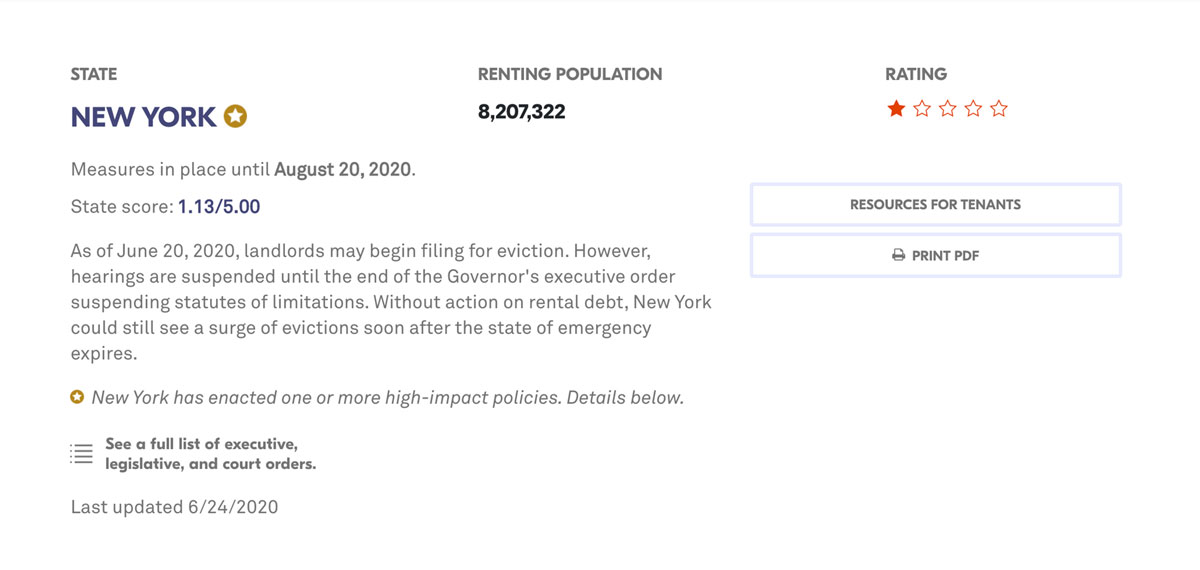 STATE
NEW YORK
RENTING POPULATION
8,207,322
RATING
Measures in place until August 20, 2020.
State score: 1.13/5.00
As of June 20, 2020, landlords may begin filing for eviction. However,
hearings are suspended until the end of the Governor's executive order
suspending statutes of limitations. Without action on rental debt, New York
could still see a surge of evictions soon after the state of emergency
expires.
New York has enacted one or more high-impact policies. Details below.
See a full list of executive,
legislative, and court orders.
Last updated 6/24/2020
RESOURCES FOR TENANTS
PRINT PDF